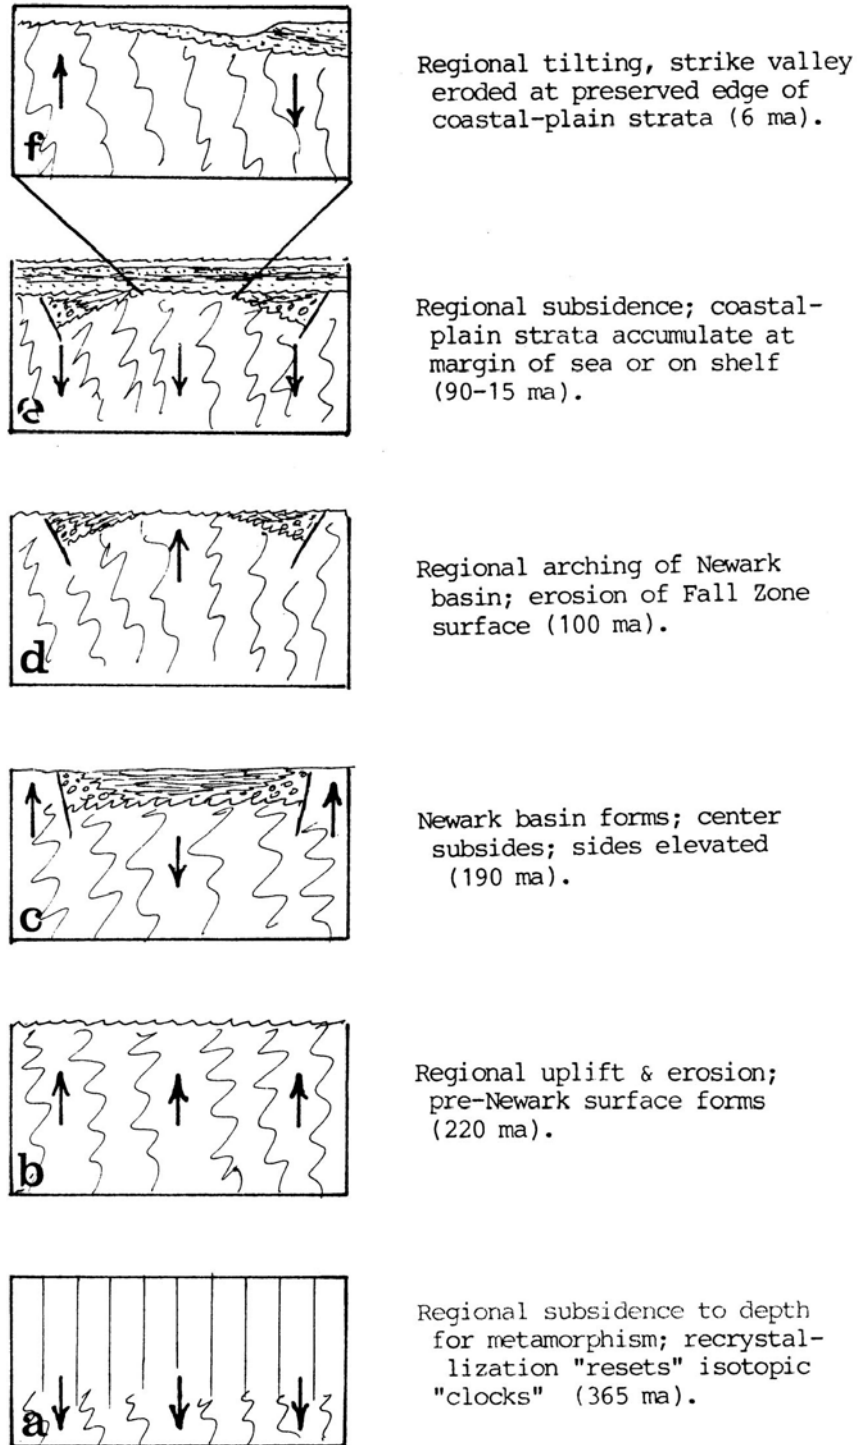 f
Regional tilting, strike valley
eroded at preserved edge of
coastal-plain strata (6 ma).
e
Regional subsidence; coastal-
plain strata accumulate at
margin of sea or on shelf
(90-15 ma).
d
Regional arching of Newark
basin; erosion of Fall Zone
surface (100 ma).
c
Newark basin forms; center
subsides; sides elevated
(190 ma).
b
Regional uplift & erosion;
pre-Newark surface forms
(220 ma).
a
Regional subsidence to depth
for metamorphism; recrystal-
lization "resets" isotopic
"clocks" (365 ma).